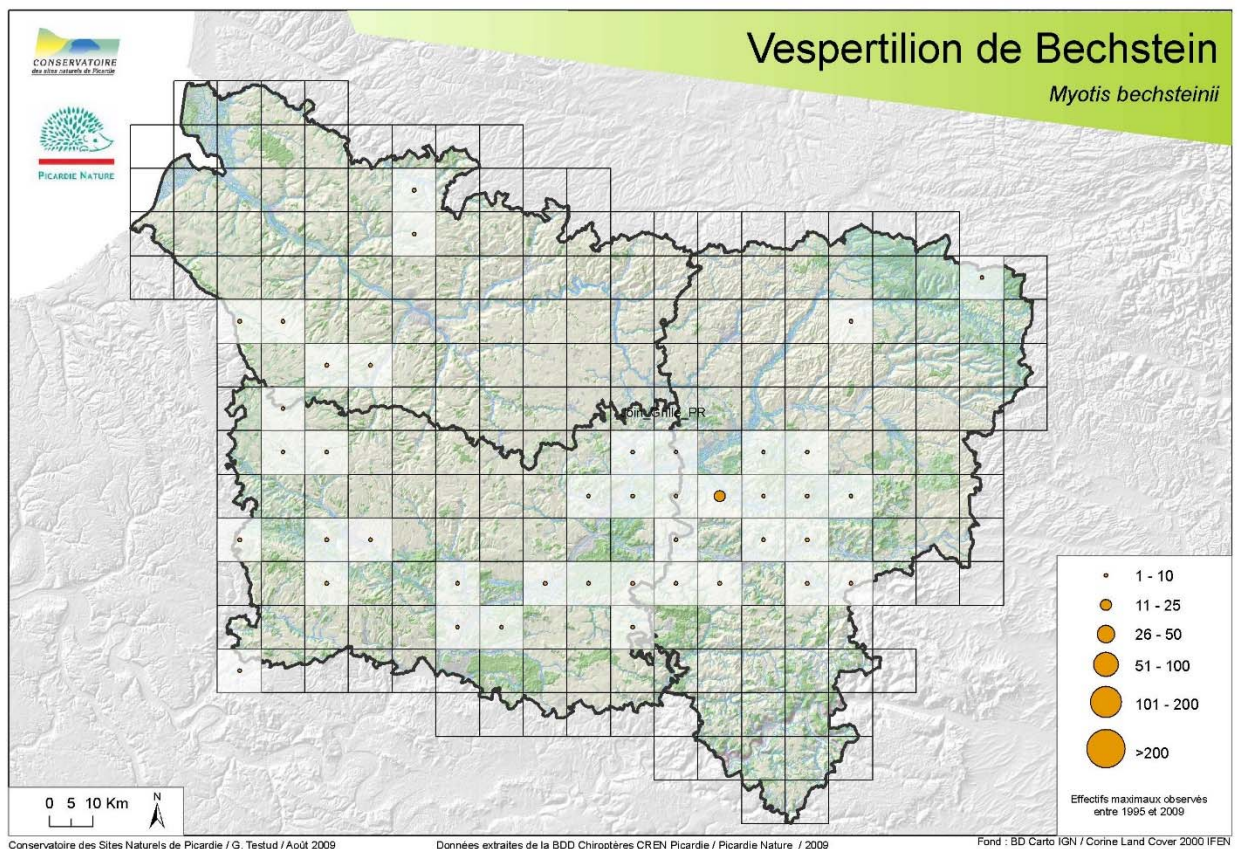 Vespertilion de Bechstein
Myotis bechsteinii
CONSERVATOIRE
des sites naturels de Picardie
PICARDIE NATURE
Join_Grille_PR
1 - 10
11 - 25
26 - 50
51 - 100
101 - 200
>200
Effectifs maximaux observés
entre 1995 et 2009
0 5 10 Km
N
Conservatoire des Sites Naturels de Picardie / G. Testud / Août 2009
Données extraites de la BDD Chiroptères CREN Picardie / Picardie Nature / 2009
Fond : BD Carto IGN / Corine Land Cover 2000 IFEN